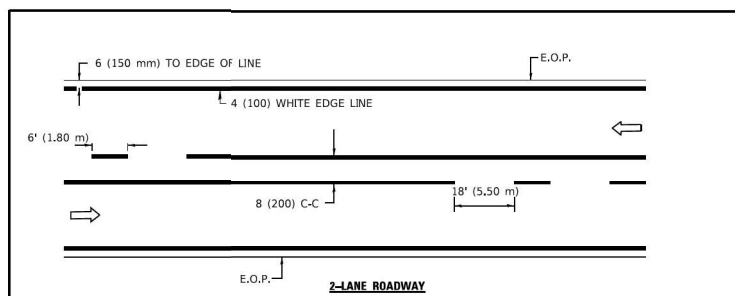 6 (150 mm) TO EDGE OF LINE
E.O.P.
4 (100) WHITE EDGE LINE
6' (1.80 m)
8 (200) C-C
18' (5.50 m)
E.O.P.
2-LANE ROADWAY